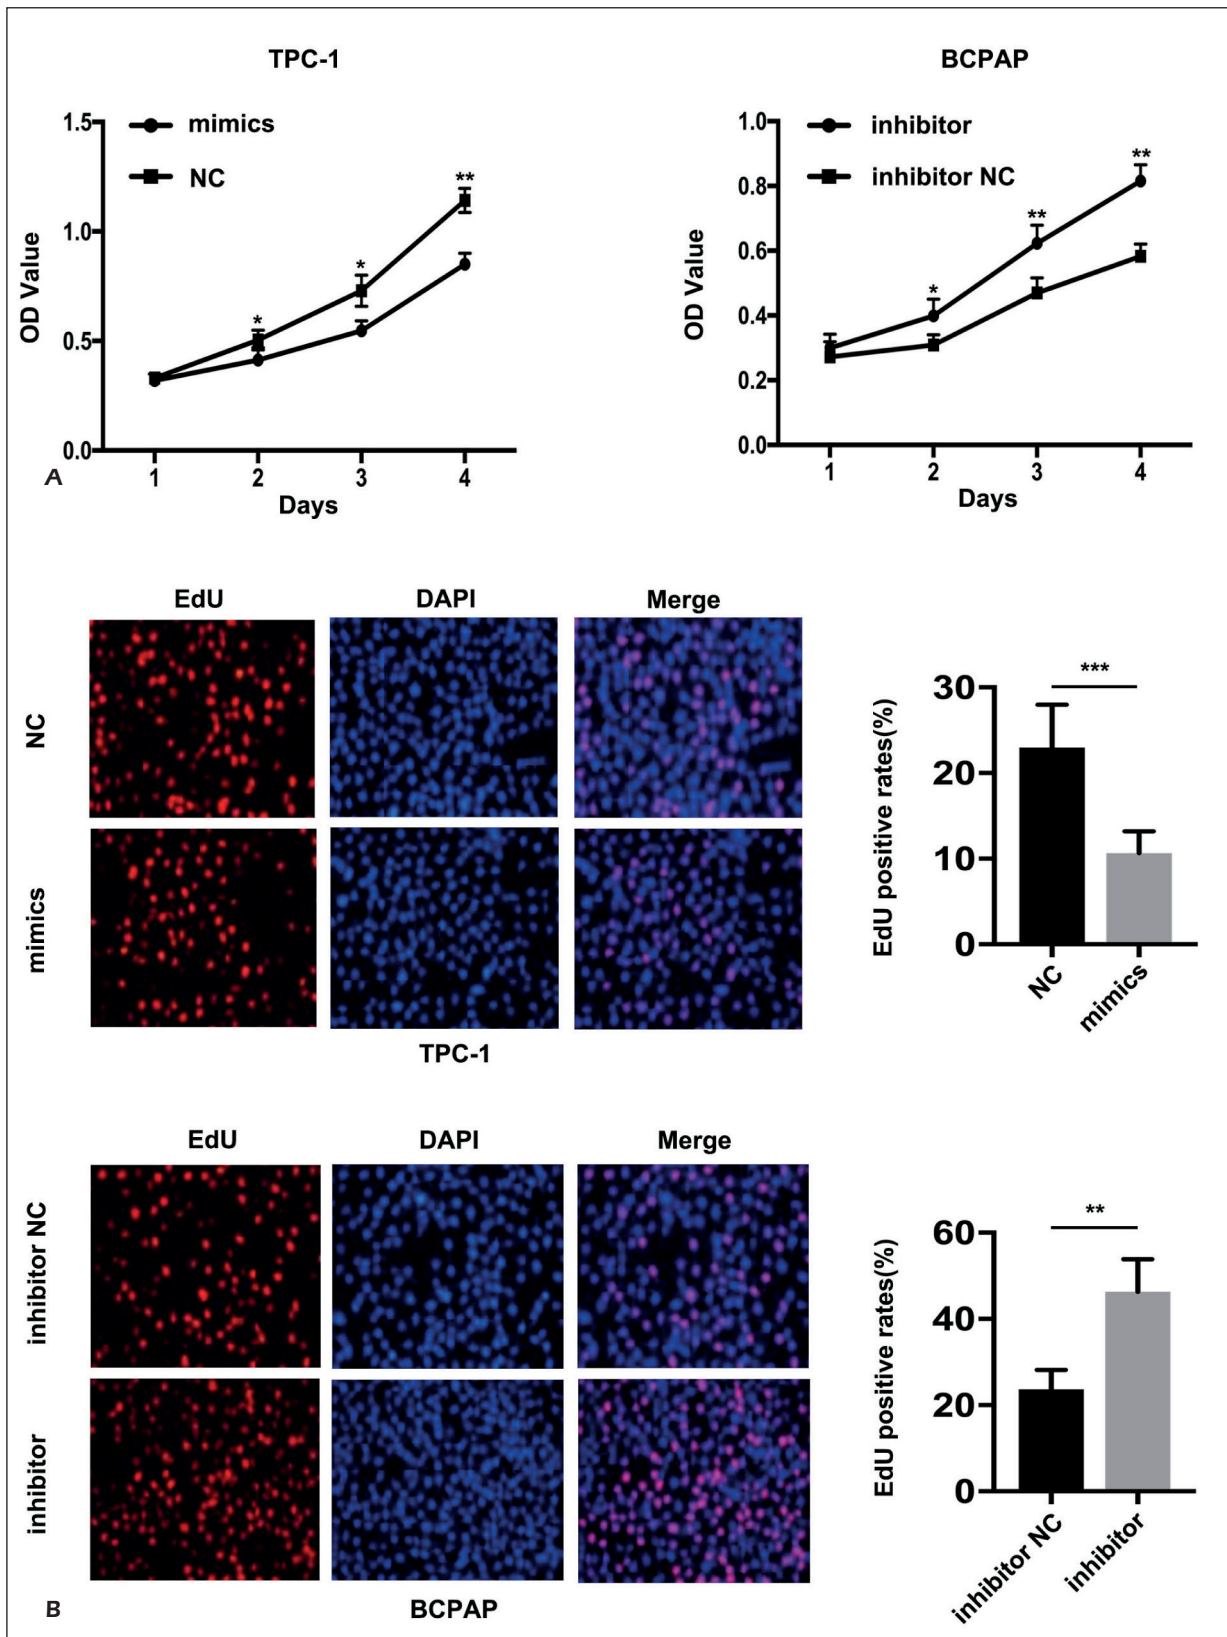 TPC-1
BCPAP
mimics
NC
OD Value
1.5
1.0
0.5
0.0
*
*
**
1 2 3 4
Days
inhibitor
inhibitor NC
OD Value
1.0
0.8
0.6
0.4
0.2
0.0
*
**
**
1 2 3 4
Days
A
EdU DAPI Merge
NC
mimics
TPC-1
EdU positive rates(%)
30
20
10
0
***
NC
mimics
EdU DAPI Merge
inhibitor NC
inhibitor
BCPAP
EdU positive rates(%)
60
40
20
0
**
inhibitor NC
inhibitor
B